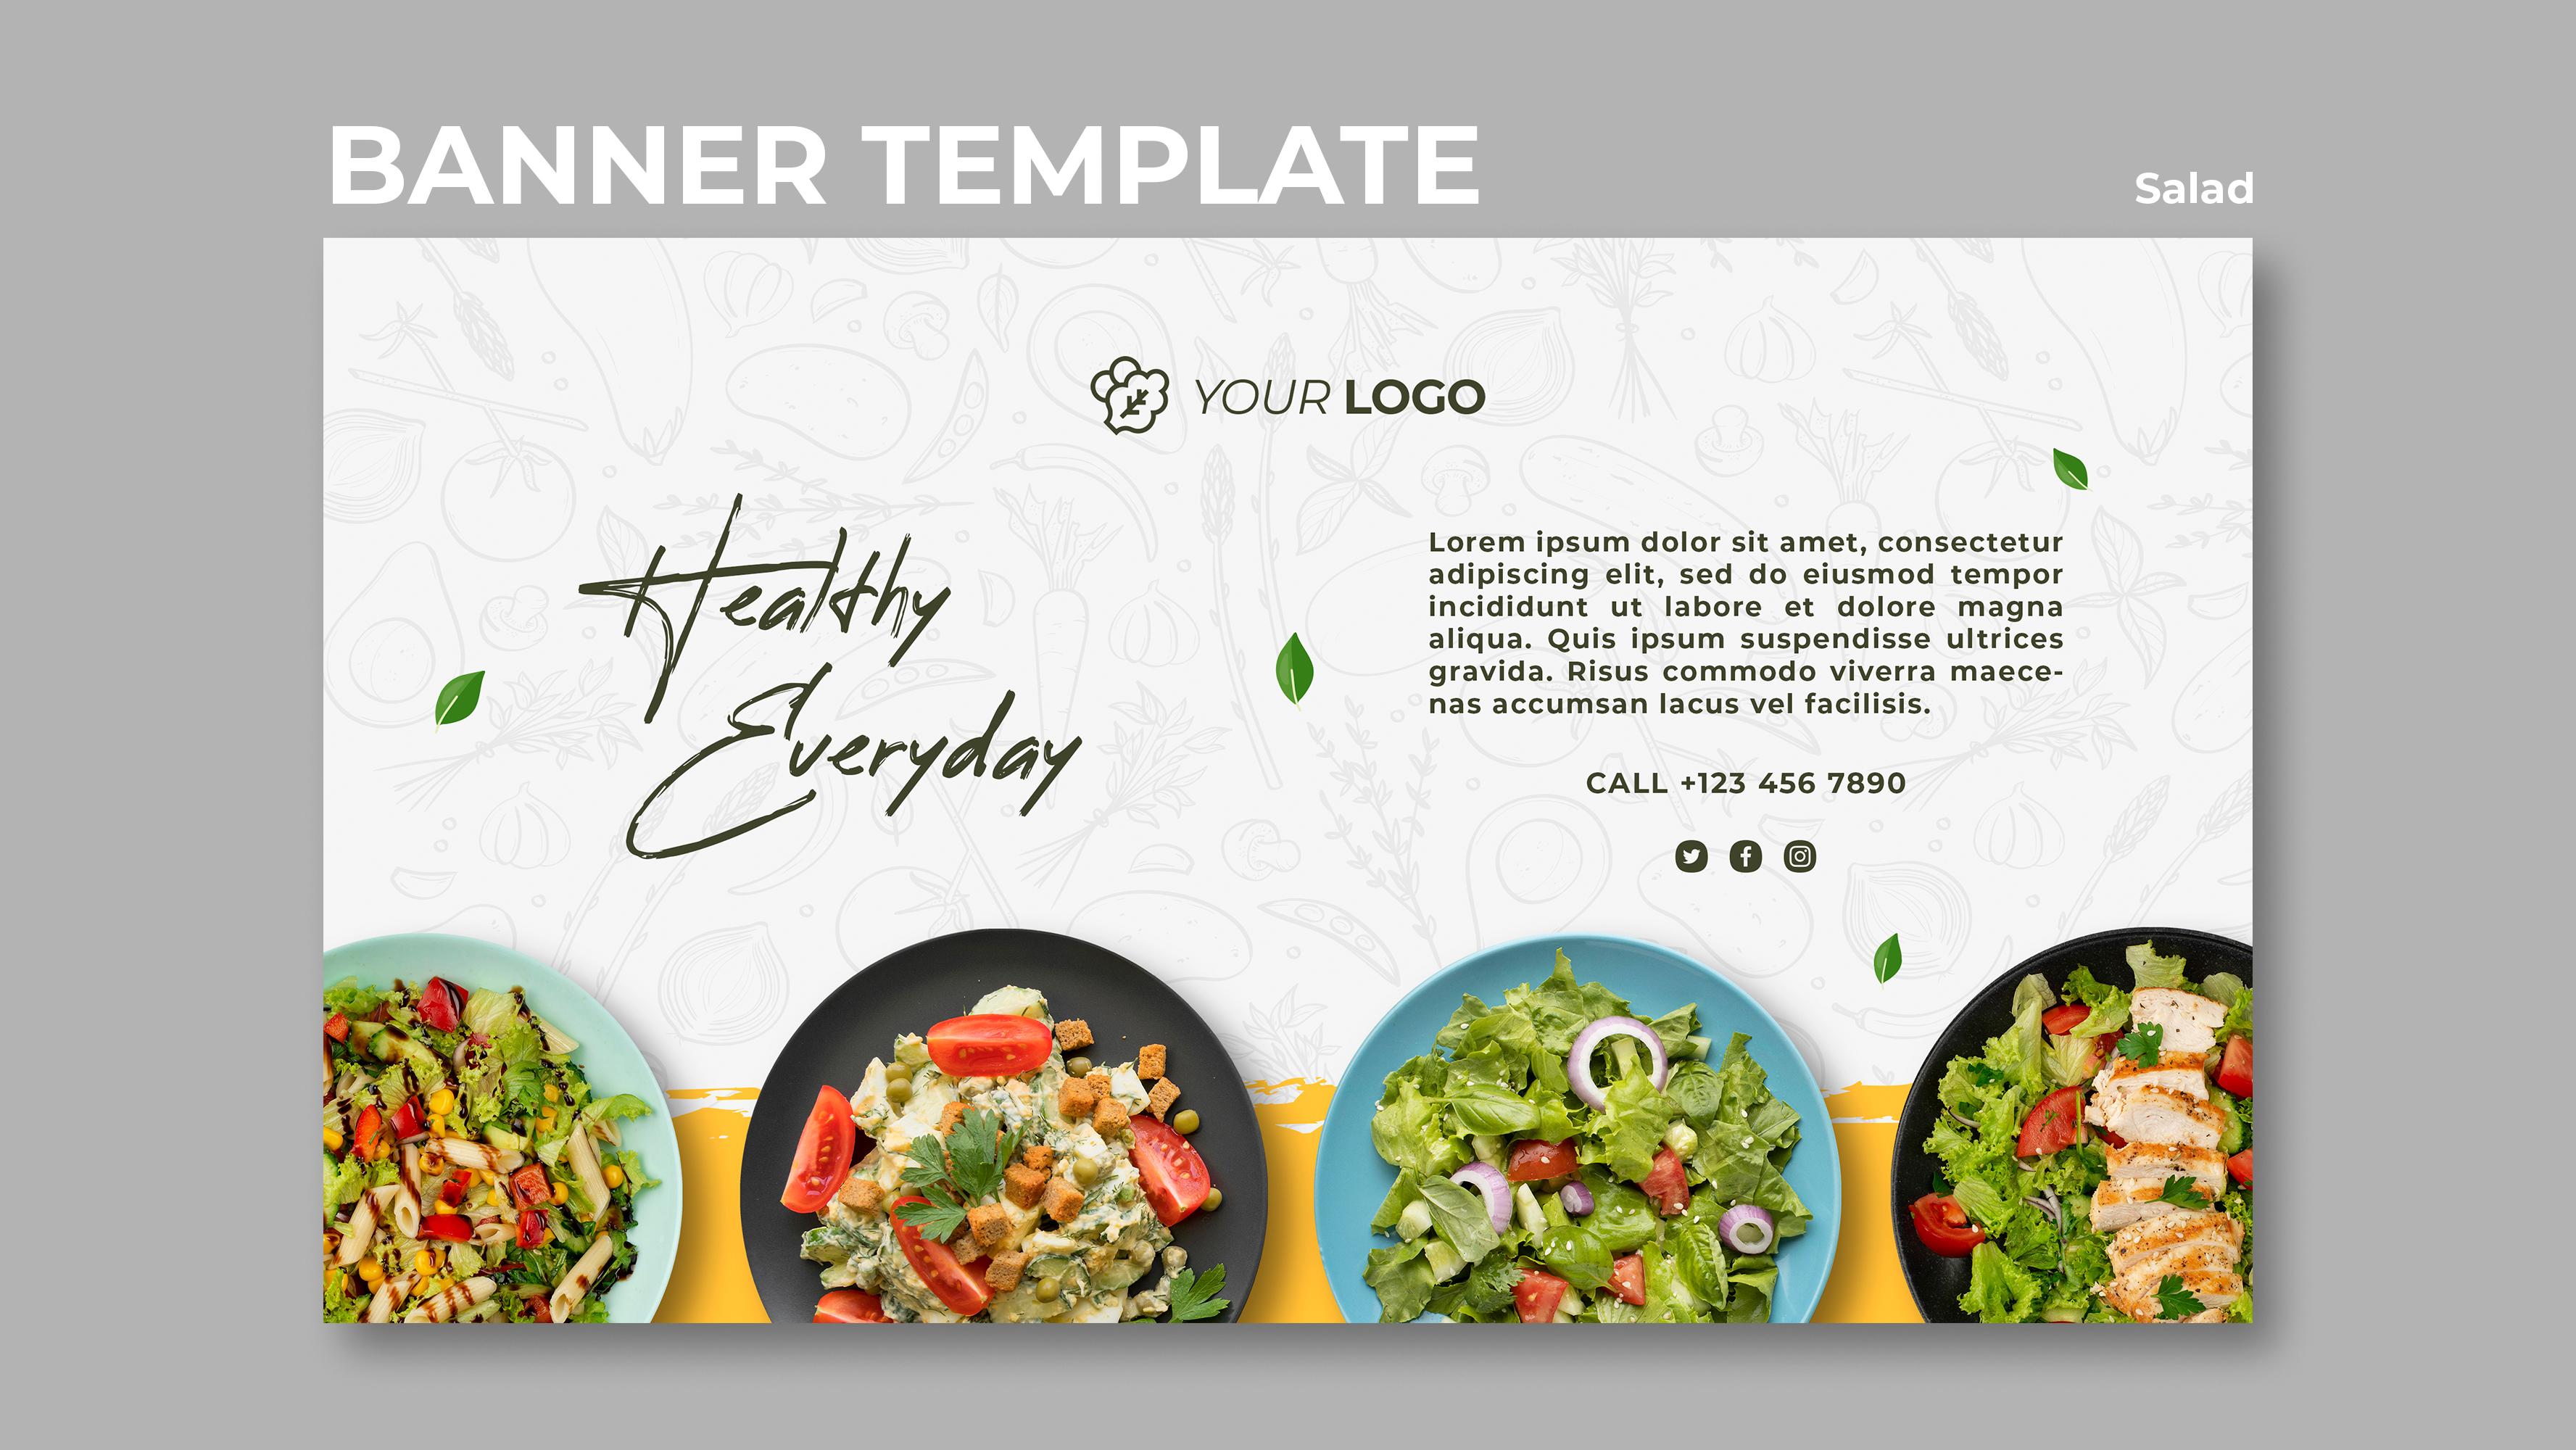 BANNER TEMPLATE
Salad
YOUR LOGO
Healthy
Everyday
Lorem ipsum dolor sit amet, consectetur
adipiscing elit, sed do eiusmod tempor
incididunt ut labore et dolore magna
aliqua. Quis ipsum suspendisse ultrices
gravida. Risus commodo viverra maece-
nas accumsan lacus vel facilisis.
CALL +123 456 7890